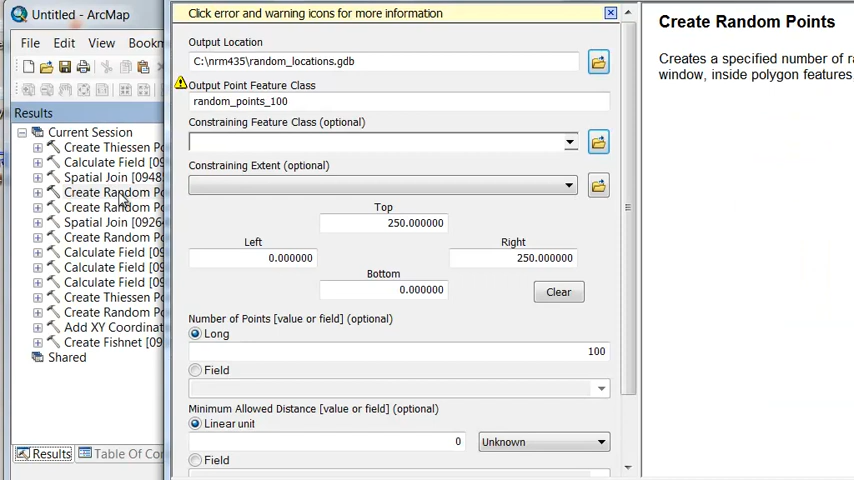 Untitled - ArcMap
File Edit View Bookm
Results
Current Session
Create Thiessen Po
Calculate Field [09
Spatial Join [0948
Create Random Po
Create Random Po
Spatial Join [0926
Create Random Po
Calculate Field [09
Calculate Field [09
Calculate Field [09
Create Thiessen Po
Create Random Po
Add XY Coordinat
Create Fishnet [09
Shared
Results
Table Of Con
Click error and warning icons for more information
Output Location
C:\nrm435\random_locations.gdb
Output Point Feature Class
random_points_100
Constraining Feature Class (optional)
Constraining Extent (optional)
Top
250.000000
Left
Right
0.000000
250.000000
Bottom
0.000000
Clear
Number of Points [value or field] (optional)
Long
100
Field
Minimum Allowed Distance [value or field] (optional)
Linear unit
0
Unknown
Field
Create Random Points
Creates a specified number of ra
window, inside polygon features